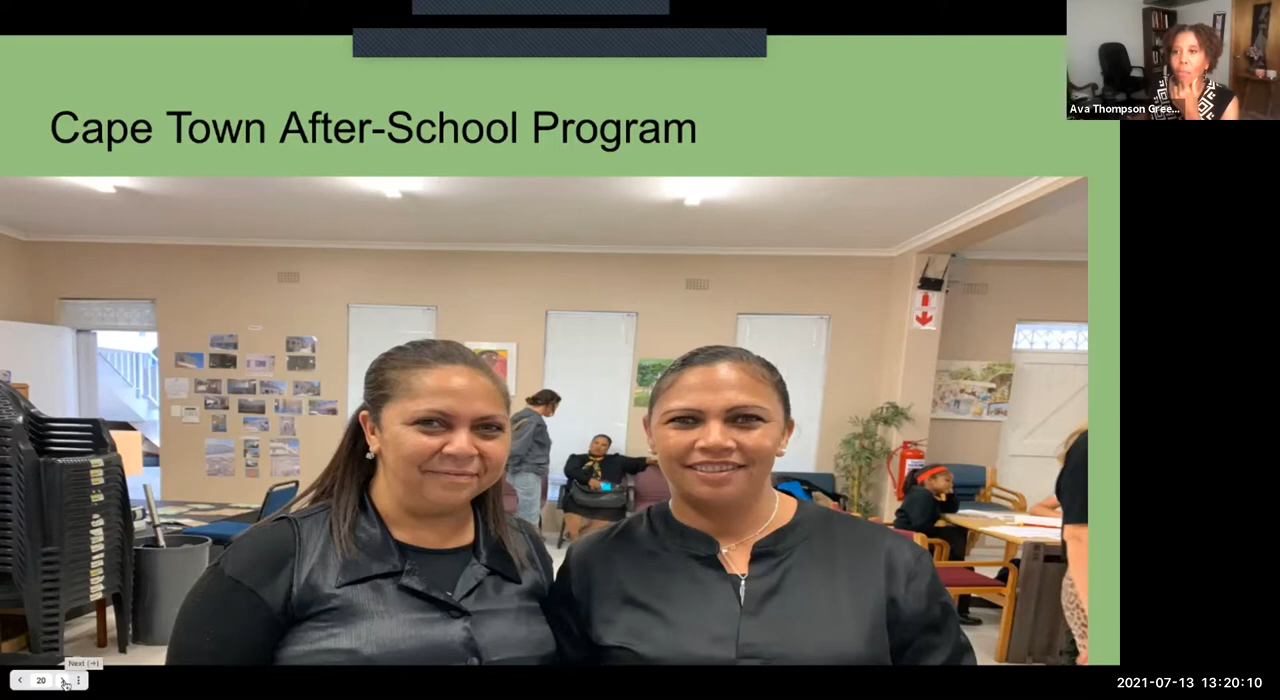 Cape Town After-School Program
Ava Thompson Gree...
Next (→)
20
2021-07-13 13:20:10